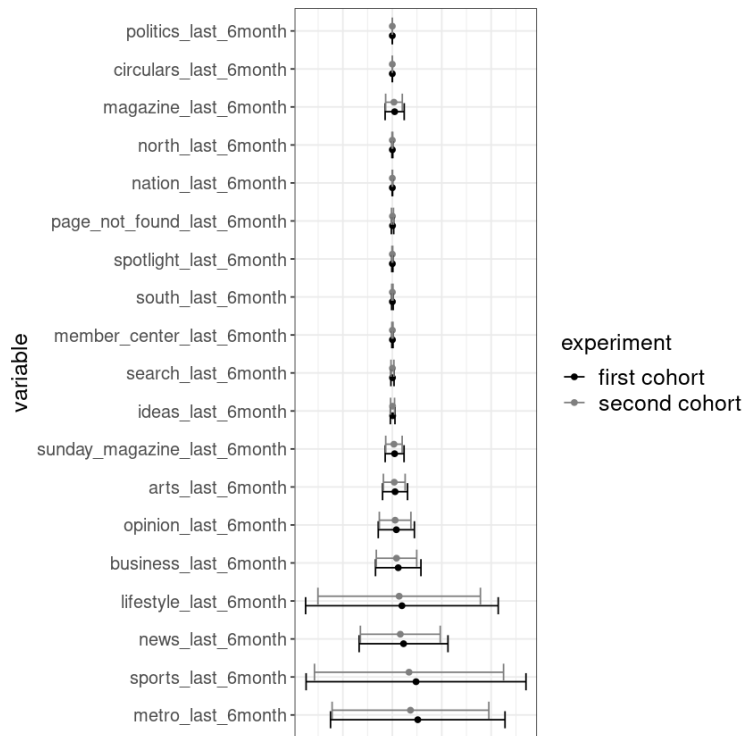 politics_last_6month
circulars_last_6month
magazine_last_6month
north_last_6month
nation_last_6month
page_not_found_last_6month
spotlight_last_6month
south_last_6month
member_center_last_6month
search_last_6month
ideas_last_6month
sunday_magazine_last_6month
arts_last_6month
opinion_last_6month
business_last_6month
lifestyle_last_6month
news_last_6month
sports_last_6month
metro_last_6month
variable
experiment
first cohort
second cohort